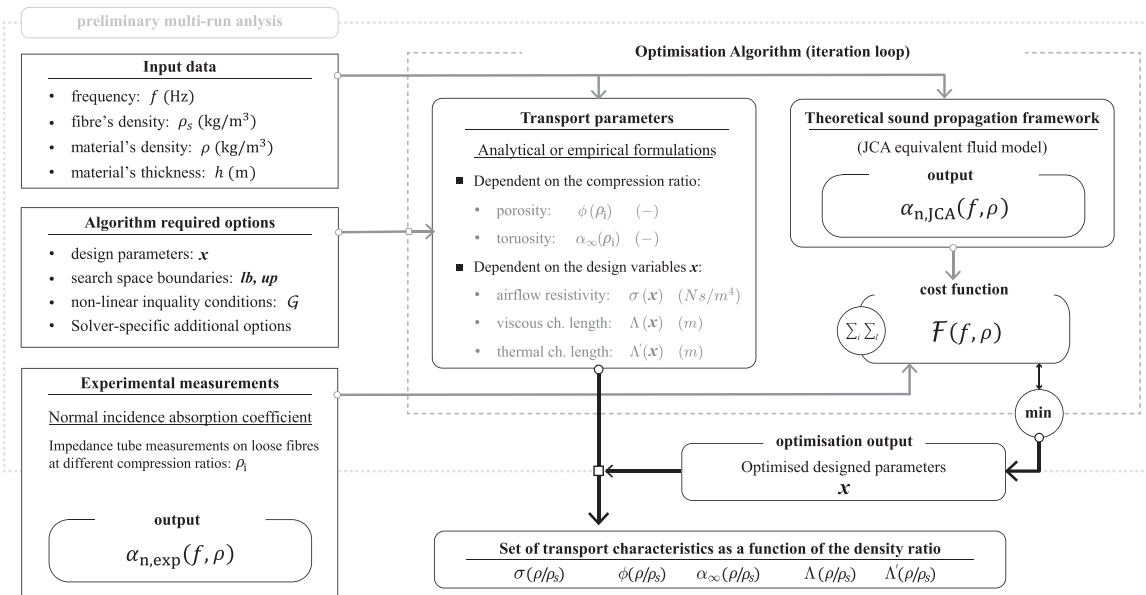 preliminary multi-run anlysis
Input data
• frequency: f (Hz)
• fibre's density: ρₛ (kg/m³)
• material's density: ρ (kg/m³)
• material's thickness: h (m)
Algorithm required options
• design parameters: x
• search space boundaries: lb, up
• non-linear inquality conditions: G
• Solver-specific additional options
Experimental measurements
Normal incidence absorption coefficient
Impedance tube measurements on loose fibres
at different compression ratios: ρᵢ
output
αₙ,ₑₓₚ(f, ρ)
Optimisation Algorithm (iteration loop)
Transport parameters
Analytical or empirical formulations
■ Dependent on the compression ratio:
• porosity: ϕ(ρᵢ) (−)
• toruosity: α∞(ρᵢ) (−)
■ Dependent on the design variables x:
• airflow resistivity: σ(x) (Ns/m⁴)
• viscous ch. length: Λ(x) (m)
• thermal ch. length: Λ′(x) (m)
Theoretical sound propagation framework
(JCA equivalent fluid model)
output
α_{n,JCA}(f, ρ)
cost function
∑ᵢ ∑ₗ F(f, ρ)
min
optimisation output
Optimised designed parameters
x
Set of transport characteristics as a function of the density ratio
σ(ρ/ρₛ) ϕ(ρ/ρₛ) α∞(ρ/ρₛ) Λ(ρ/ρₛ) Λ′(ρ/ρₛ)